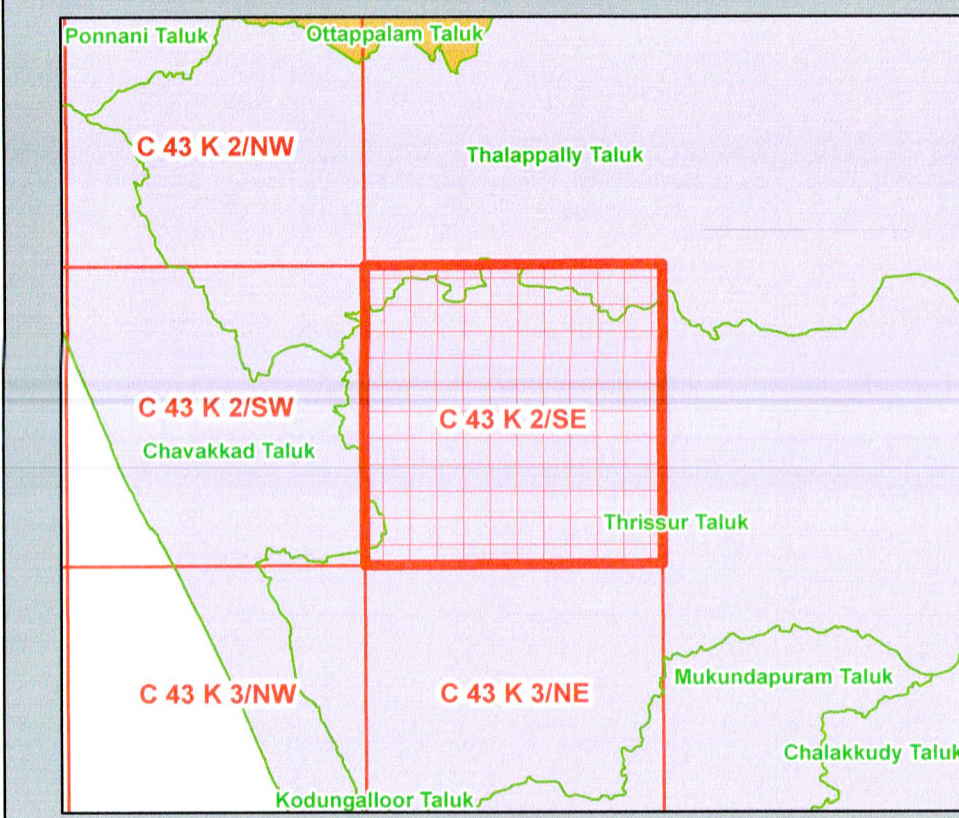 Ponnani Taluk
Ottappalam Taluk
C 43 K 2/NW
Thalappally Taluk
C 43 K 2/SW
C 43 K 2/SE
Chavakkad Taluk
Thrissur Taluk
C 43 K 3/NW
C 43 K 3/NE
Mukundapuram Taluk
Chalakkudy Taluk
Kodungalloor Taluk